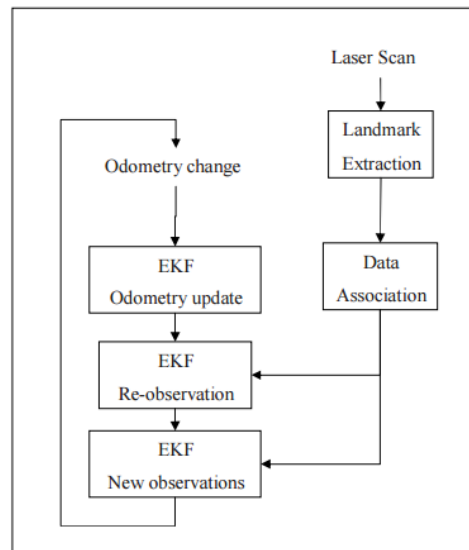 Laser Scan
Landmark
Extraction
Odometry change
EKF
Odometry update
Data
Association
EKF
Re-observation
EKF
New observations